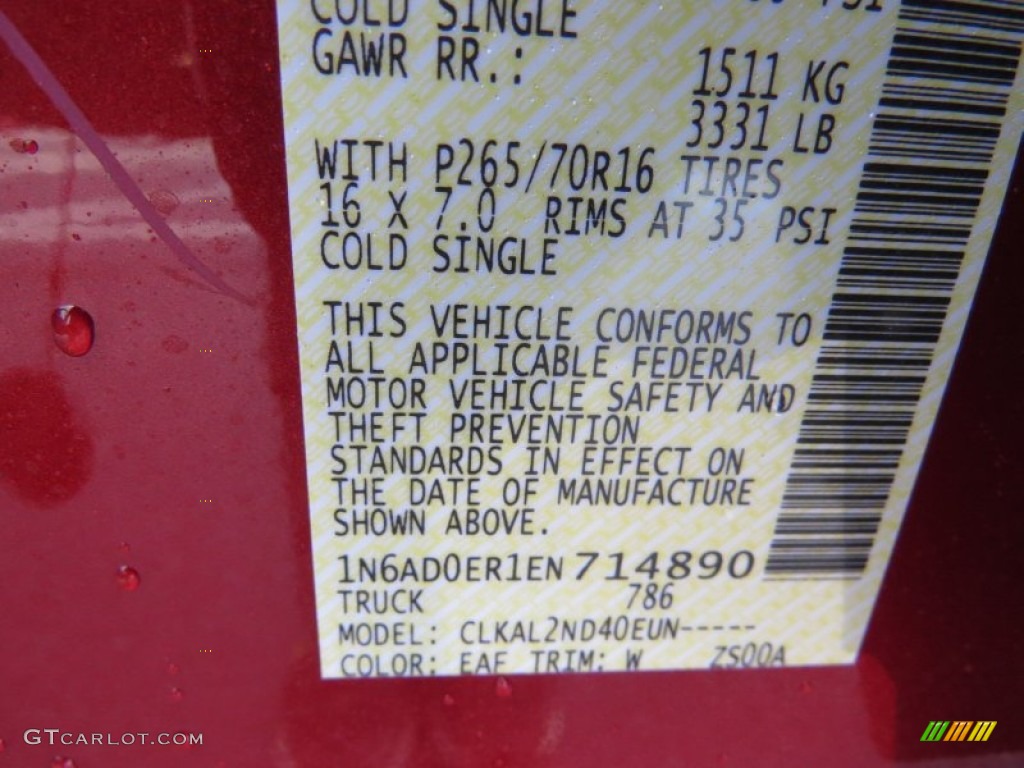 COLD SINGLE
GAWR RR.:
1511 KG
3331 LB
WITH P265/70R16 TIRES
16 X 7.0 RIMS AT 35 PSI
COLD SINGLE
THIS VEHICLE CONFORMS TO
ALL APPLICABLE FEDERAL
MOTOR VEHICLE SAFETY AND
THEFT PREVENTION
STANDARDS IN EFFECT ON
THE DATE OF MANUFACTURE
SHOWN ABOVE.
1N6AD0ER1EN714890
TRUCK 786
MODEL: CLKAL2ND40EUN-----
COLOR: EAF TRIM: W ZS00A
GTCARLOT.COM